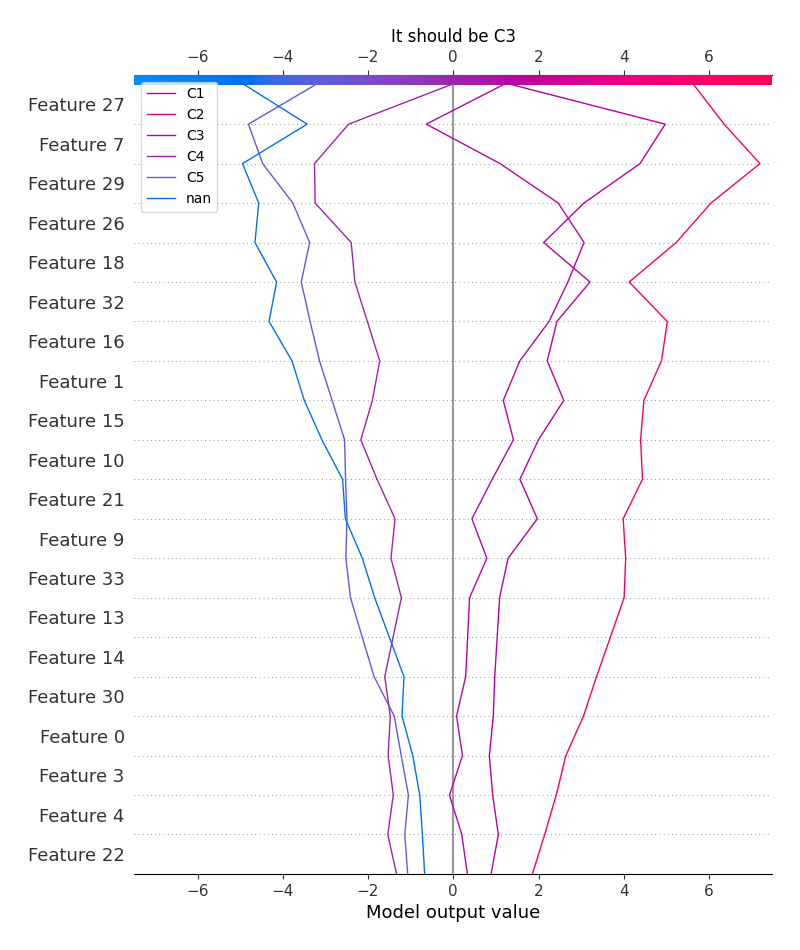 It should be C3
−6 −4 −2 0 2 4 6
C1
C2
C3
C4
C5
nan
Feature 27
Feature 7
Feature 29
Feature 26
Feature 18
Feature 32
Feature 16
Feature 1
Feature 15
Feature 10
Feature 21
Feature 9
Feature 33
Feature 13
Feature 14
Feature 30
Feature 0
Feature 3
Feature 4
Feature 22
−6 −4 −2 0 2 4 6
Model output value